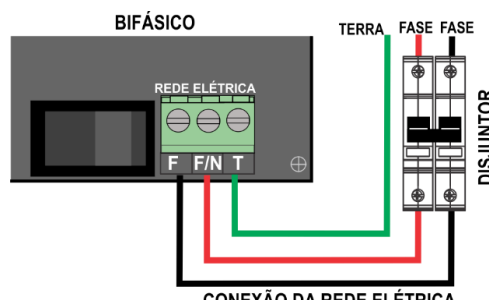 BIFÁSICO
TERRA FASE FASE
REDE ELÉTRICA
F F/N T
DISJUNTOR
CONEXÃO DA REDE ELÉTRICA